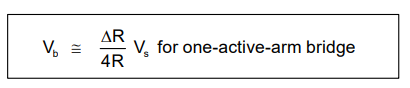 V_b ≅ ΔR/4R V_s for one-active-arm bridge